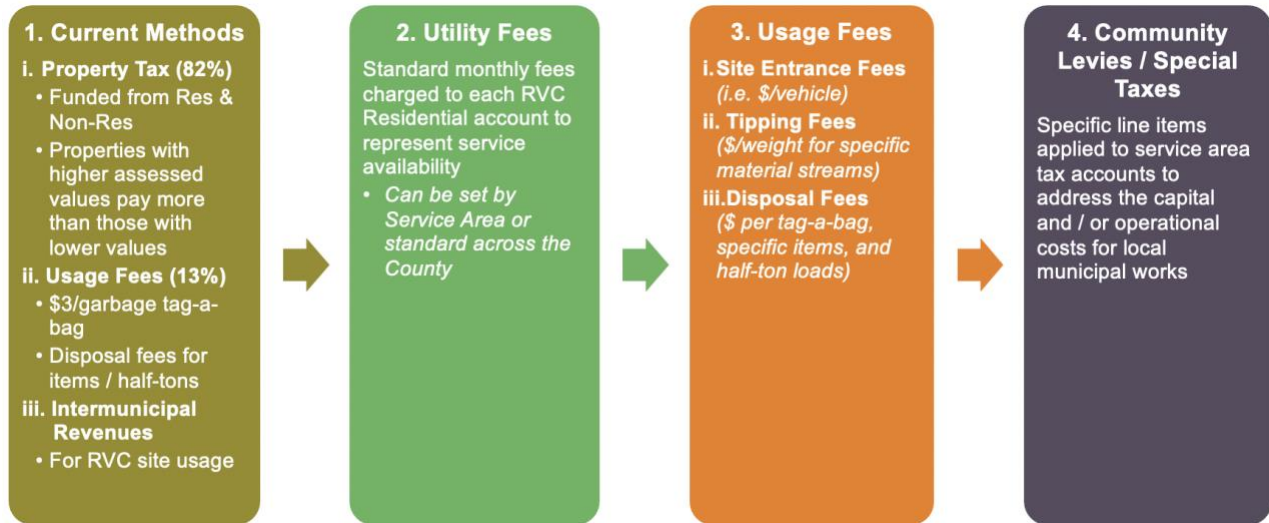 1. Current Methods
i. Property Tax (82%)
• Funded from Res &
Non-Res
• Properties with
higher assessed
values pay more
than those with
lower values
ii. Usage Fees (13%)
• $3/garbage tag-a-
bag
• Disposal fees for
items / half-tons
iii. Intermunicipal
Revenues
• For RVC site usage
2. Utility Fees
Standard monthly fees
charged to each RVC
Residential account to
represent service
availability
• Can be set by
Service Area or
standard across the
County
3. Usage Fees
i.Site Entrance Fees
(i.e. $/vehicle)
ii. Tipping Fees
($/weight for specific
material streams)
iii.Disposal Fees
($ per tag-a-bag,
specific items, and
half-ton loads)
4. Community
Levies / Special
Taxes
Specific line items
applied to service area
tax accounts to
address the capital
and / or operational
costs for local
municipal works